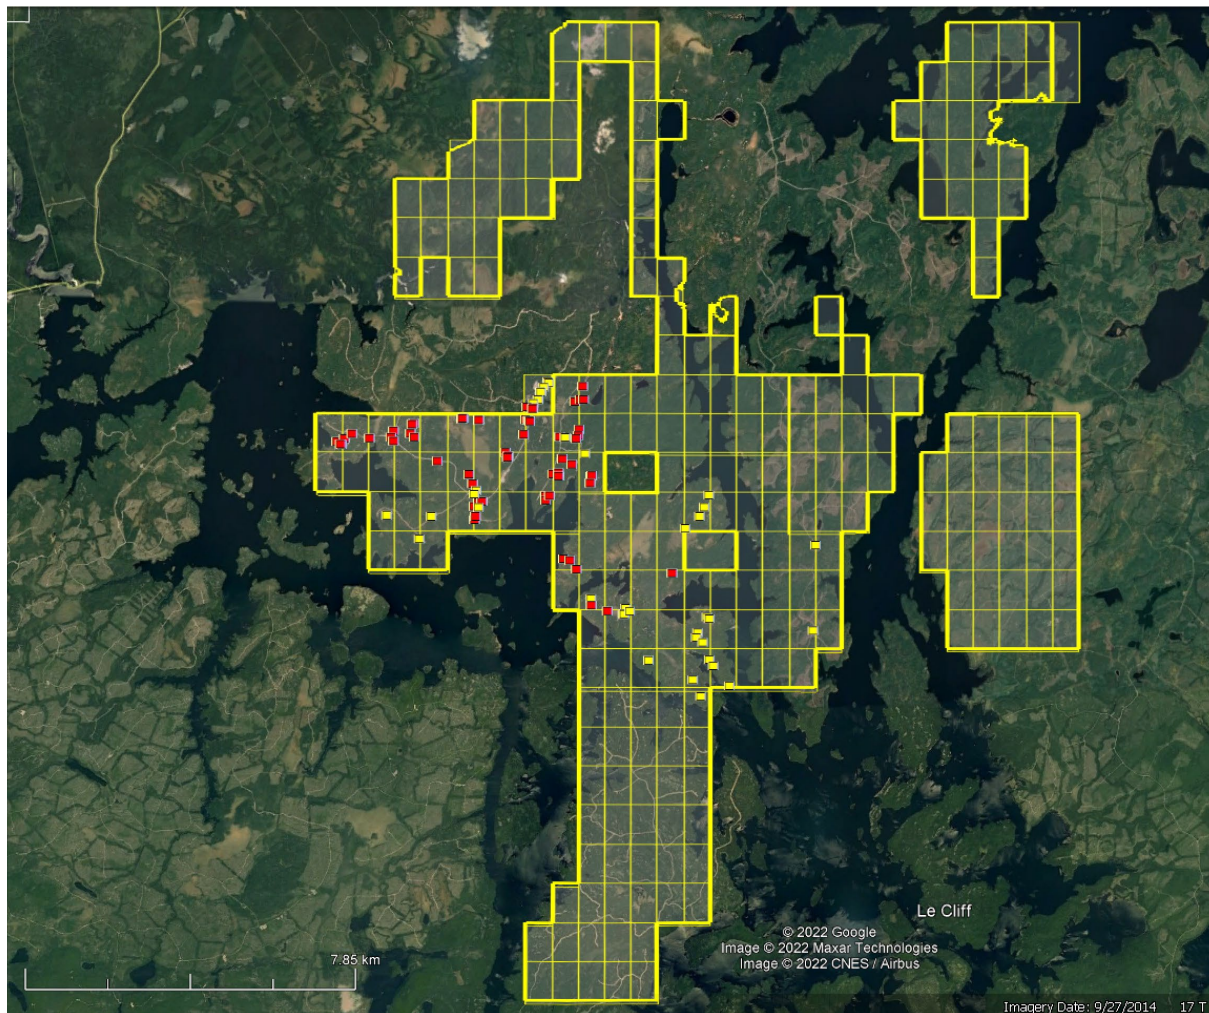 Le Cliff
© 2022 Google
Image © 2022 Maxar Technologies
Image © 2022 CNES / Airbus
7.85 km
Imagery Date: 9/27/2014 17 T